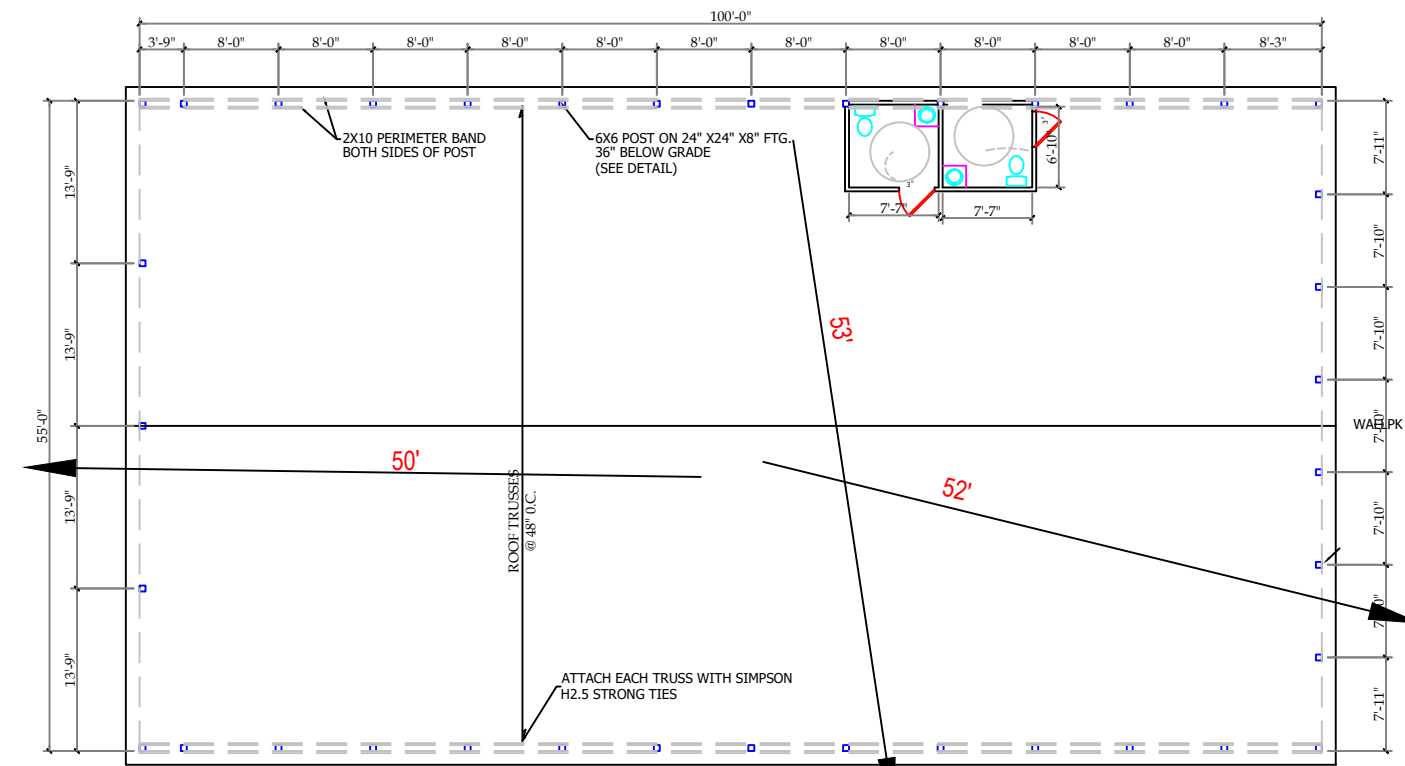 100'-0"
3'-9" 8'-0" 8'-0" 8'-0" 8'-0" 8'-0" 8'-0" 8'-0" 8'-0" 8'-0" 8'-0" 8'-0" 8'-3"
2X10 PERIMETER BAND
BOTH SIDES OF POST
6X6 POST ON 24" X24" X8" FTG.
36" BELOW GRADE
(SEE DETAIL)
3"
6'-10"
3"
7'-7"
7'-7"
13'-9"
13'-9"
13'-9"
13'-9"
55'-0"
7'-11"
7'-10"
7'-10"
WALLPK
7'-10"
7'-11"
53'
50'
52'
ROOF TRUSSES
@ 48" O.C.
ATTACH EACH TRUSS WITH SIMPSON
H2.5 STRONG TIES